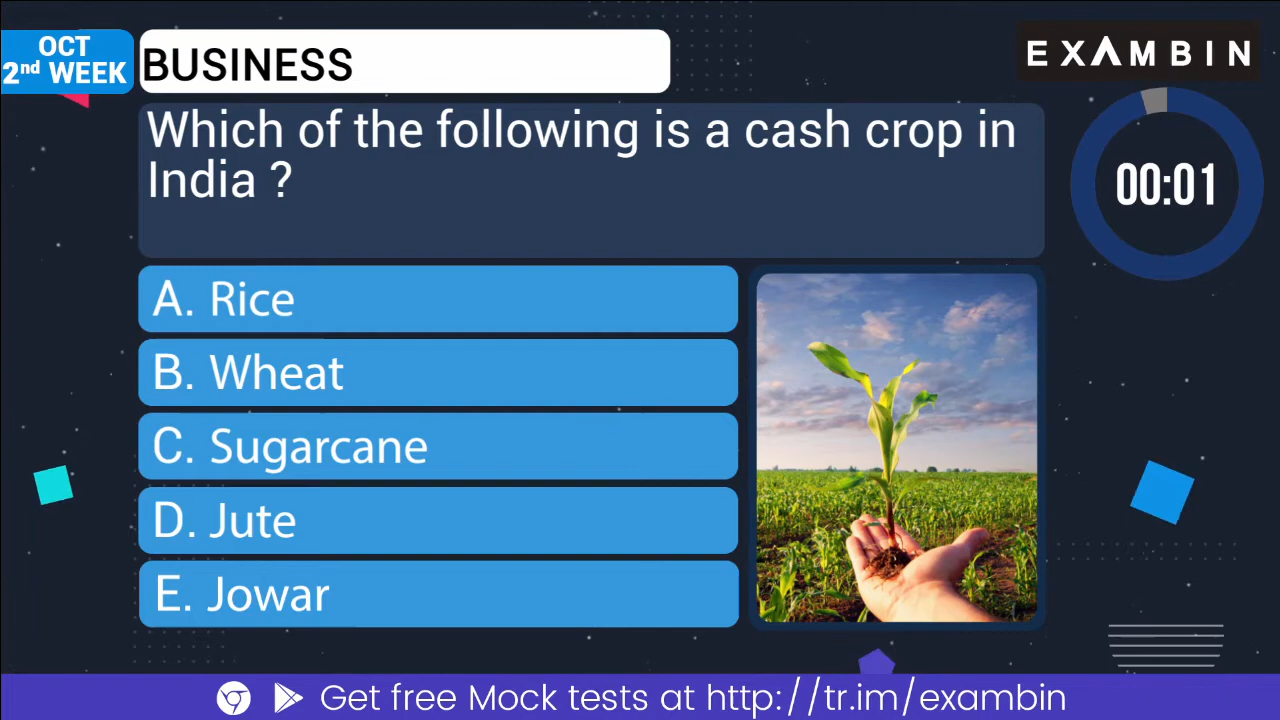 OCT
2nd WEEK
BUSINESS
EXAMBIN
Which of the following is a cash crop in
India ?
00:01
A. Rice
B. Wheat
C. Sugarcane
D. Jute
E. Jowar
Get free Mock tests at http://tr.im/exambin